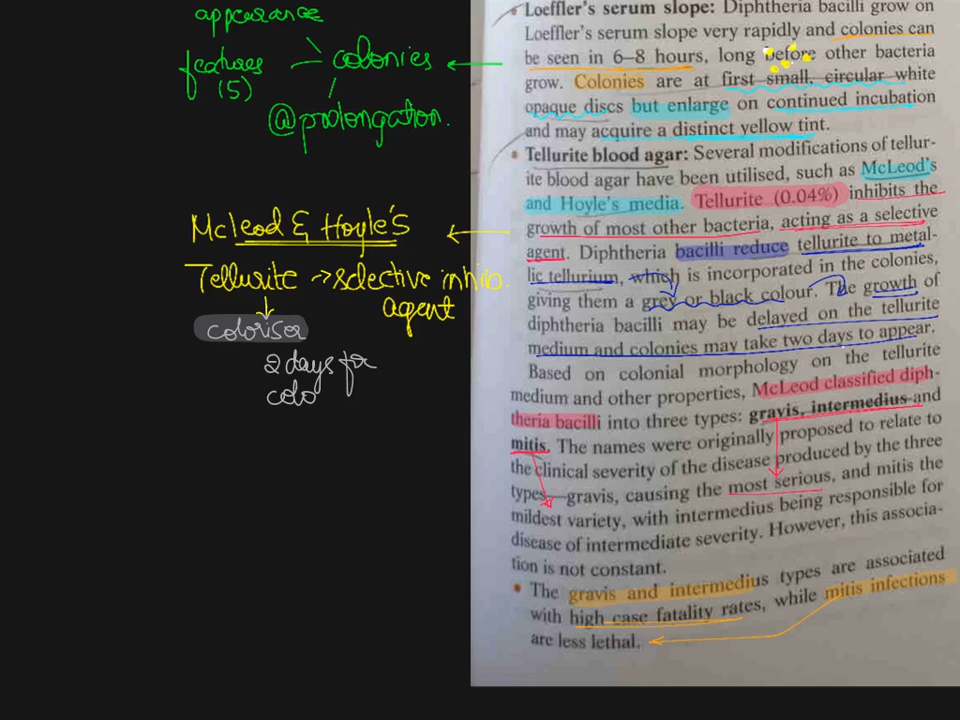 appearance
features
(5)
colonies
@prolongation.
Mcleod & Hoyle's
Tellurite → selective inhib.
agent
coloriser
2 days for
colo
• Loeffler's serum slope: Diphtheria bacilli grow on
Loeffler's serum slope very rapidly and colonies can
be seen in 6–8 hours, long before other bacteria
grow. Colonies are at first small, circular white
opaque discs but enlarge on continued incubation
and may acquire a distinct yellow tint.
• Tellurite blood agar: Several modifications of tellur-
ite blood agar have been utilised, such as McLeod's
and Hoyle's media. Tellurite (0.04%) inhibits the
growth of most other bacteria, acting as a selective
agent. Diphtheria bacilli reduce tellurite to metal-
lic tellurium, which is incorporated in the colonies,
giving them a grey or black colour. The growth of
diphtheria bacilli may be delayed on the tellurite
medium and colonies may take two days to appear.
Based on colonial morphology on the tellurite
medium and other properties, McLeod classified diph-
theria bacilli into three types: gravis, intermedius and
mitis. The names were originally proposed to relate to
the clinical severity of the disease produced by the three
types—gravis, causing the most serious, and mitis the
mildest variety, with intermedius being responsible for
disease of intermediate severity. However, this associa-
tion is not constant.
• The gravis and intermedius types are associated
with high case fatality rates, while mitis infections
are less lethal.